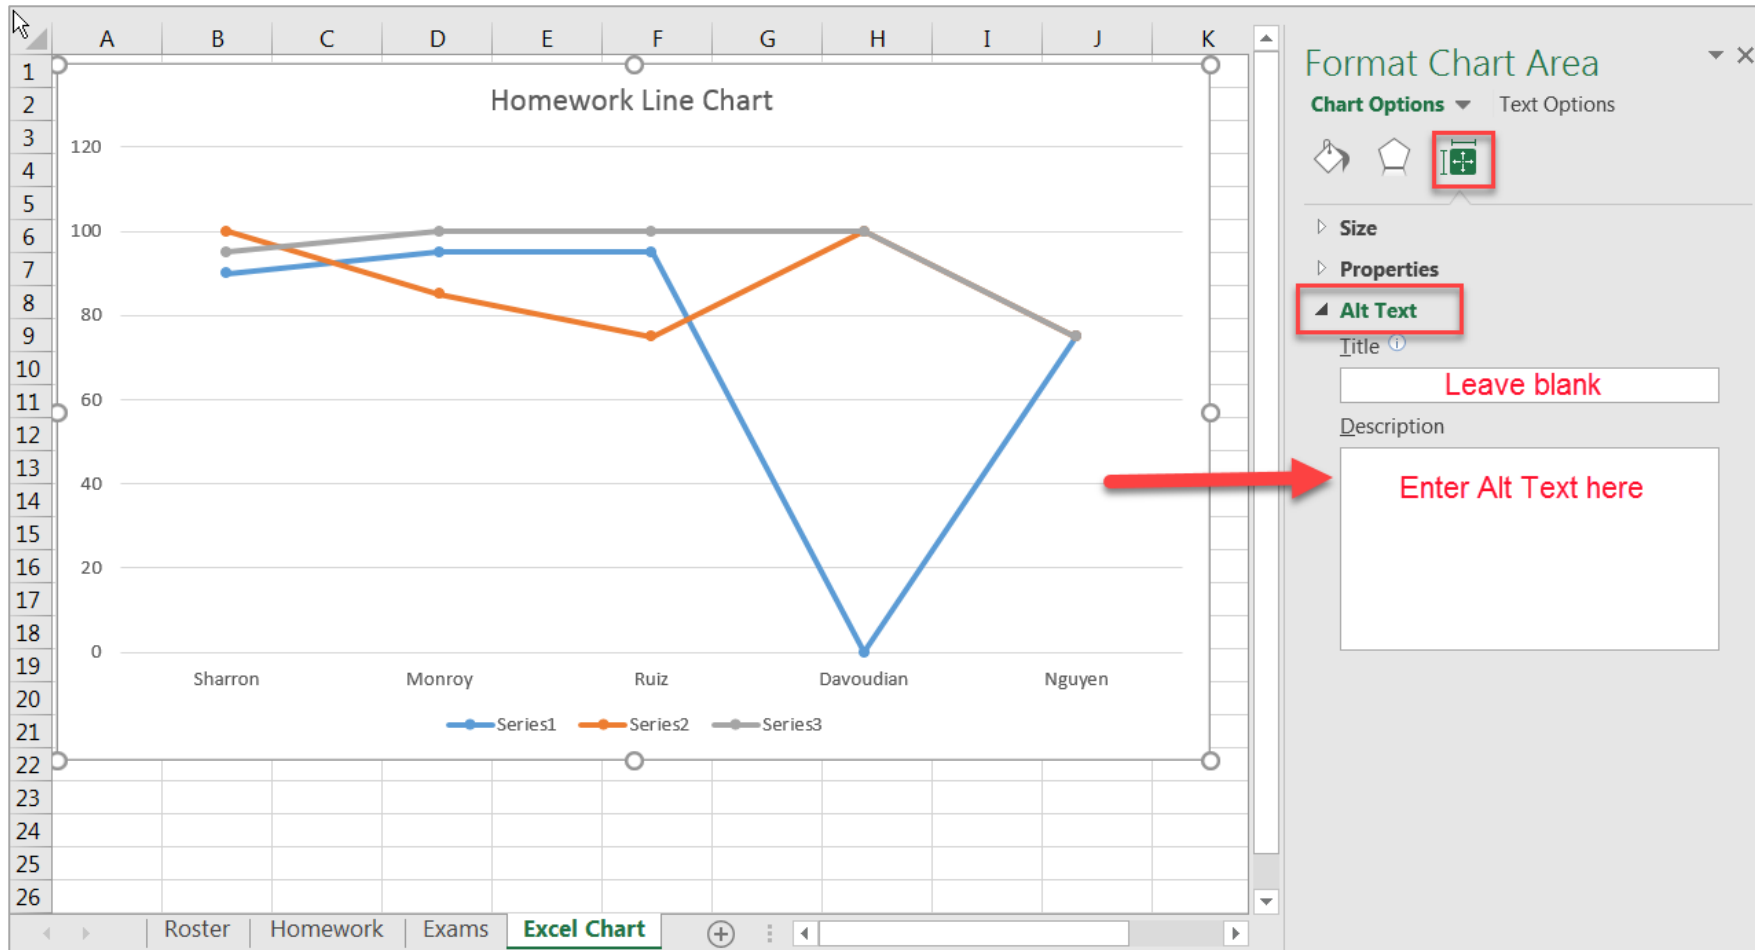 A B C D E F G H I J K
1
2
3
4
5
6
7
8
9
10
11
12
13
14
15
16
17
18
19
20
21
22
23
24
25
26
Homework Line Chart
120
100
80
60
40
20
0
Sharron Monroy Ruiz Davoudian Nguyen
Series1 Series2 Series3
Roster Homework Exams Excel Chart
Format Chart Area
Chart Options Text Options
Size
Properties
Alt Text
Title
Leave blank
Description
Enter Alt Text here